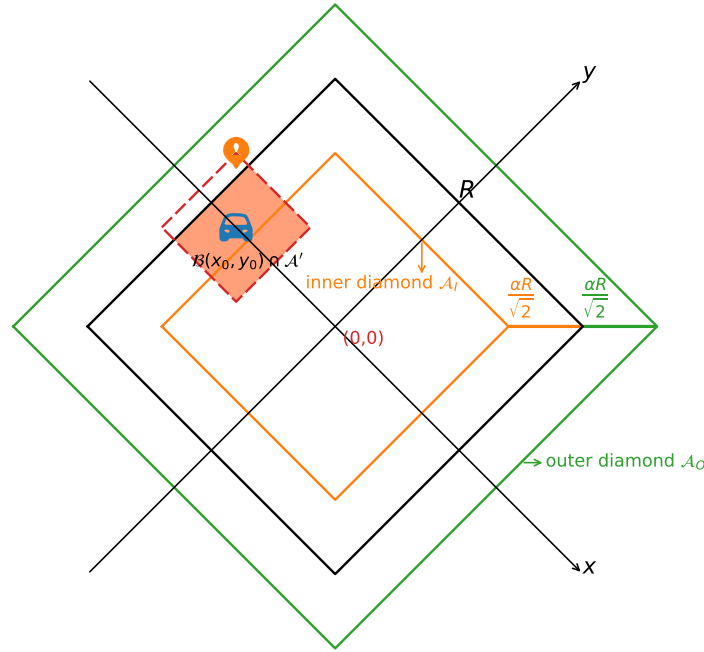 y
R
ℬ(x₀, y₀) ∩ 𝒜′
inner diamond 𝒜_I
αR/√2
αR/√2
(0,0)
outer diamond 𝒜_O
x